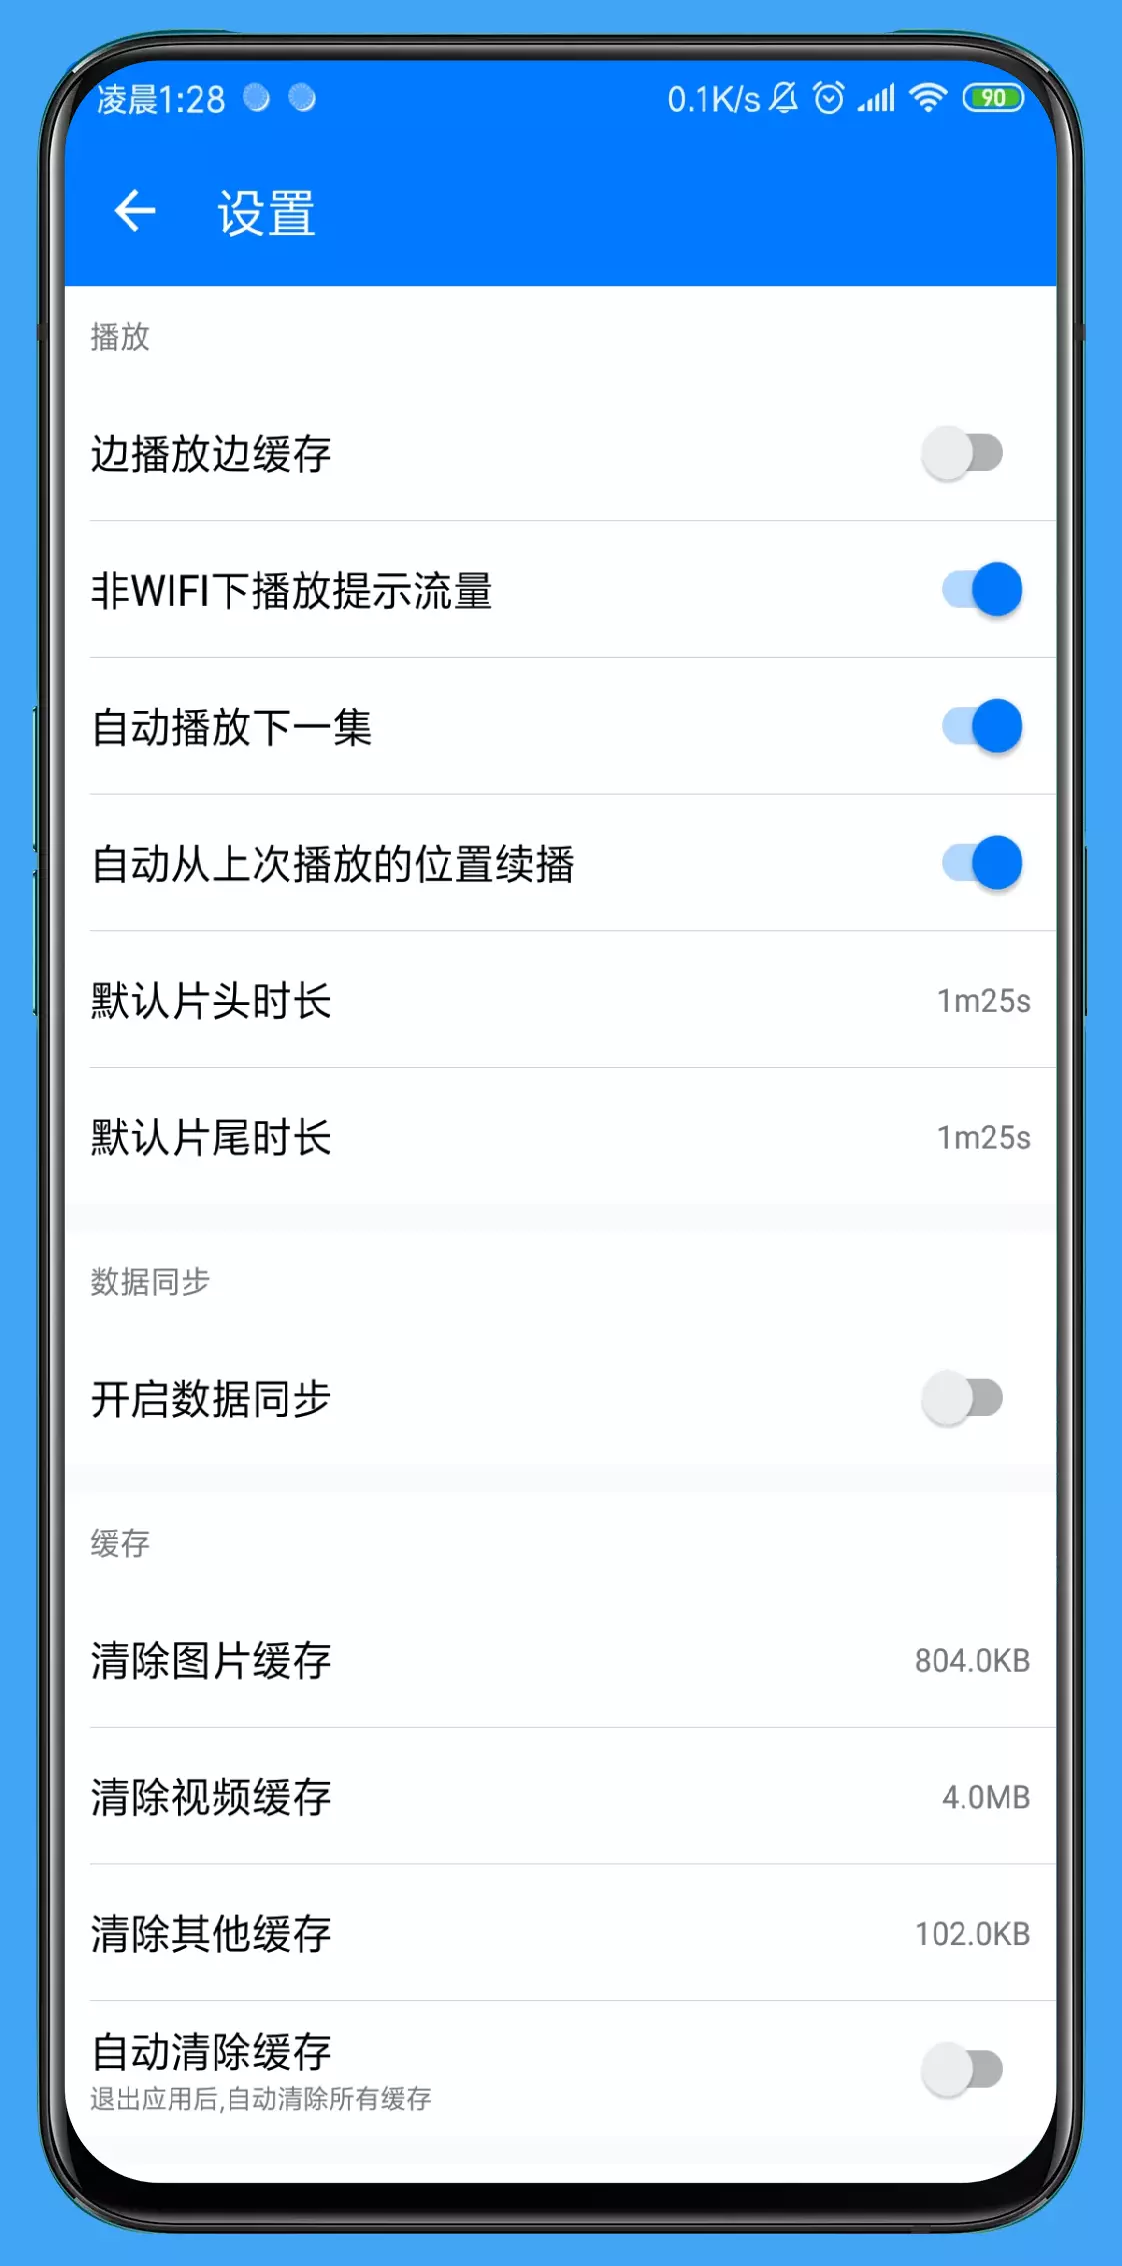 凌晨1:28 0.1K/s 90
设置
播放
边播放边缓存
非WIFI下播放提示流量
自动播放下一集
自动从上次播放的位置续播
默认片头时长 1m25s
默认片尾时长 1m25s
数据同步
开启数据同步
缓存
清除图片缓存 804.0KB
清除视频缓存 4.0MB
清除其他缓存 102.0KB
自动清除缓存
退出应用后,自动清除所有缓存